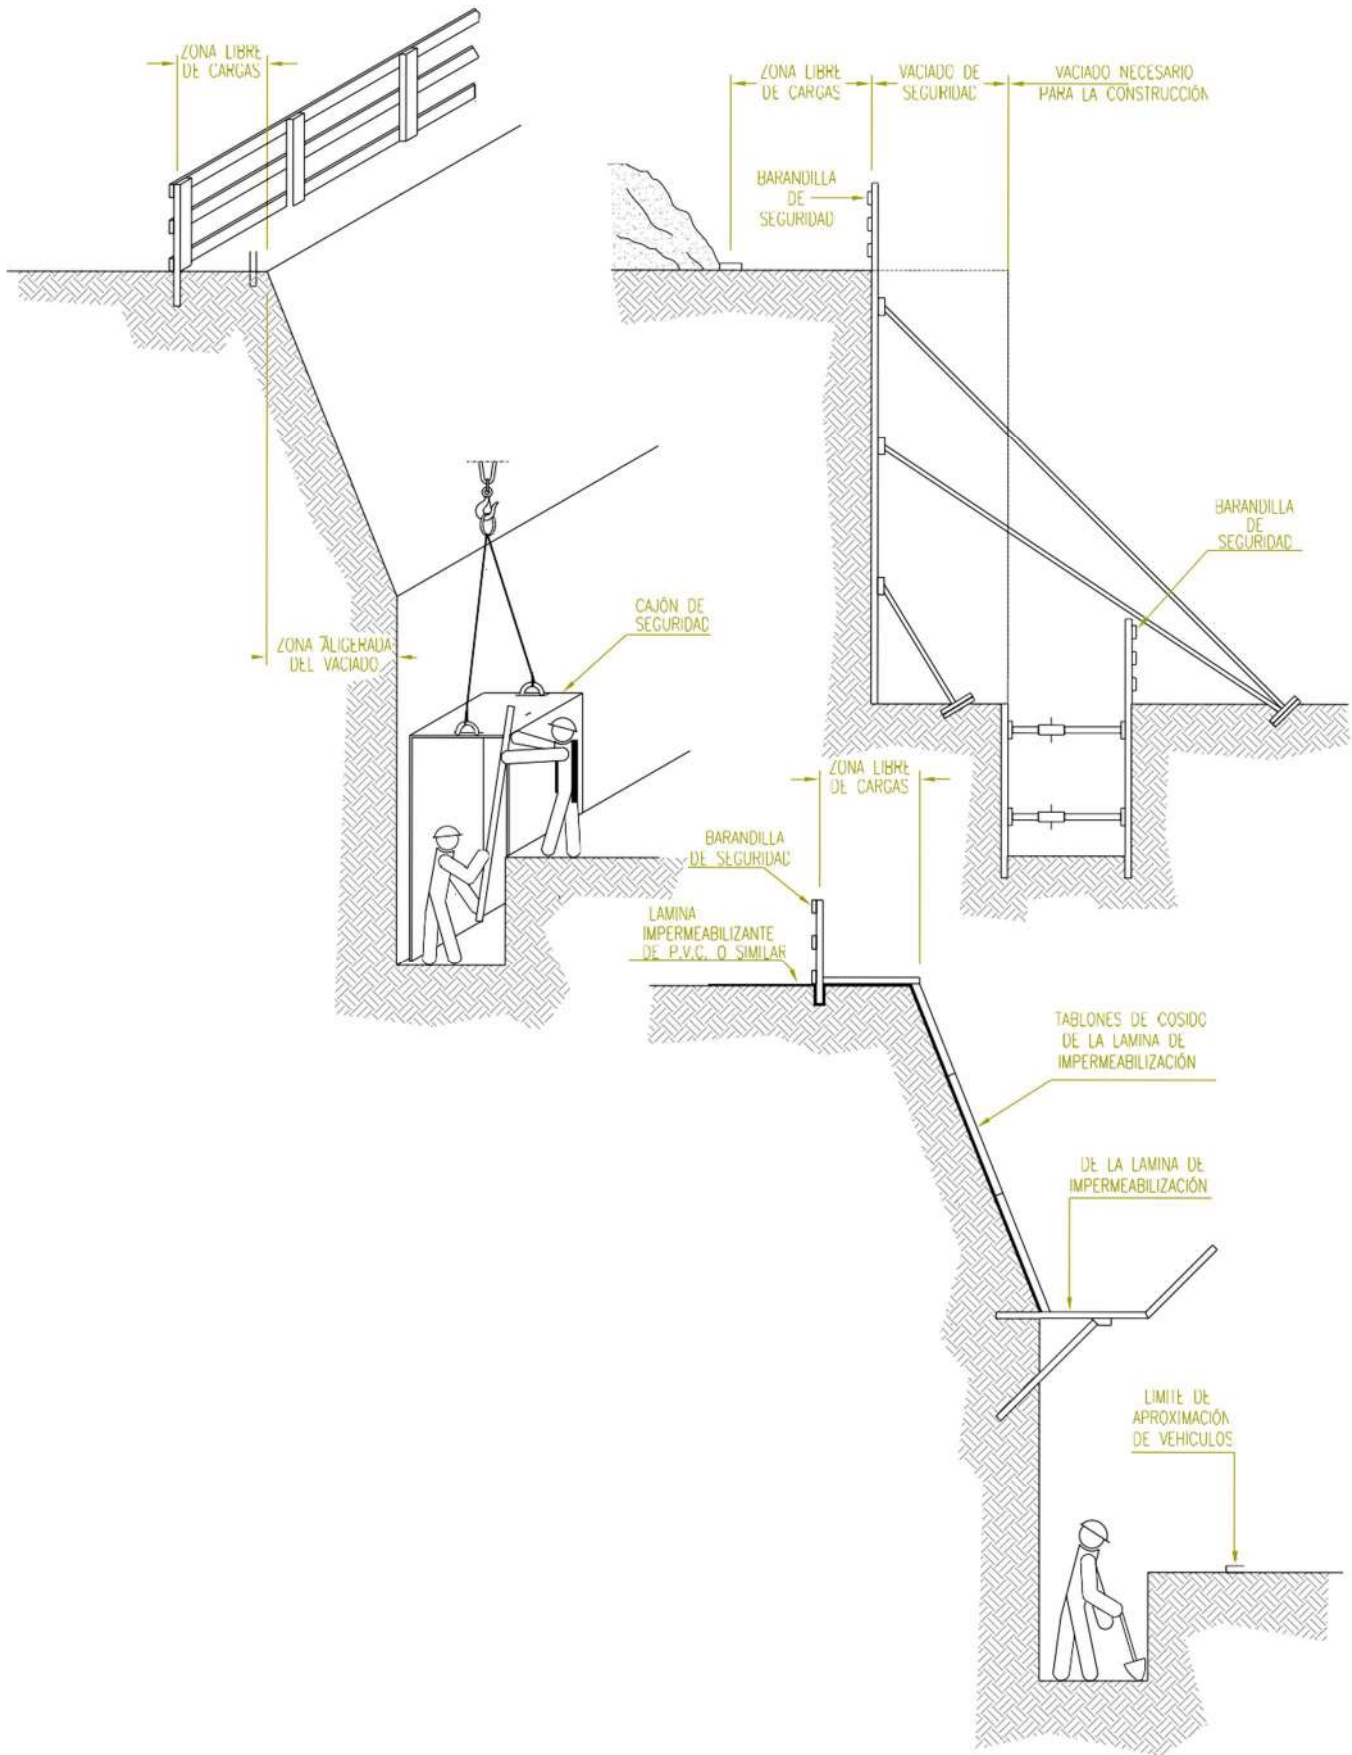 ZONA LIBRE
DE CARGAS
ZONA LIBRE
DE CARGAS
VACIADO DE
SEGURIDAD
VACIADO NECESARIO
PARA LA CONSTRUCCIÓN
BARANDILLA
DE
SEGURIDAD
BARANDILLA
DE
SEGURIDAD
CAJÓN DE
SEGURIDAD
ZONA ALIGERADA
DEL VACIADO
ZONA LIBRE
DE CARGAS
BARANDILLA
DE SEGURIDAD
LAMINA
IMPERMEABILIZANTE
DE P.V.C. O SIMILAR
TABLONES DE COSIDO
DE LA LAMINA DE
IMPERMEABILIZACIÓN
DE LA LAMINA DE
IMPERMEABILIZACIÓN
LIMITE DE
APROXIMACIÓN
DE VEHICULOS